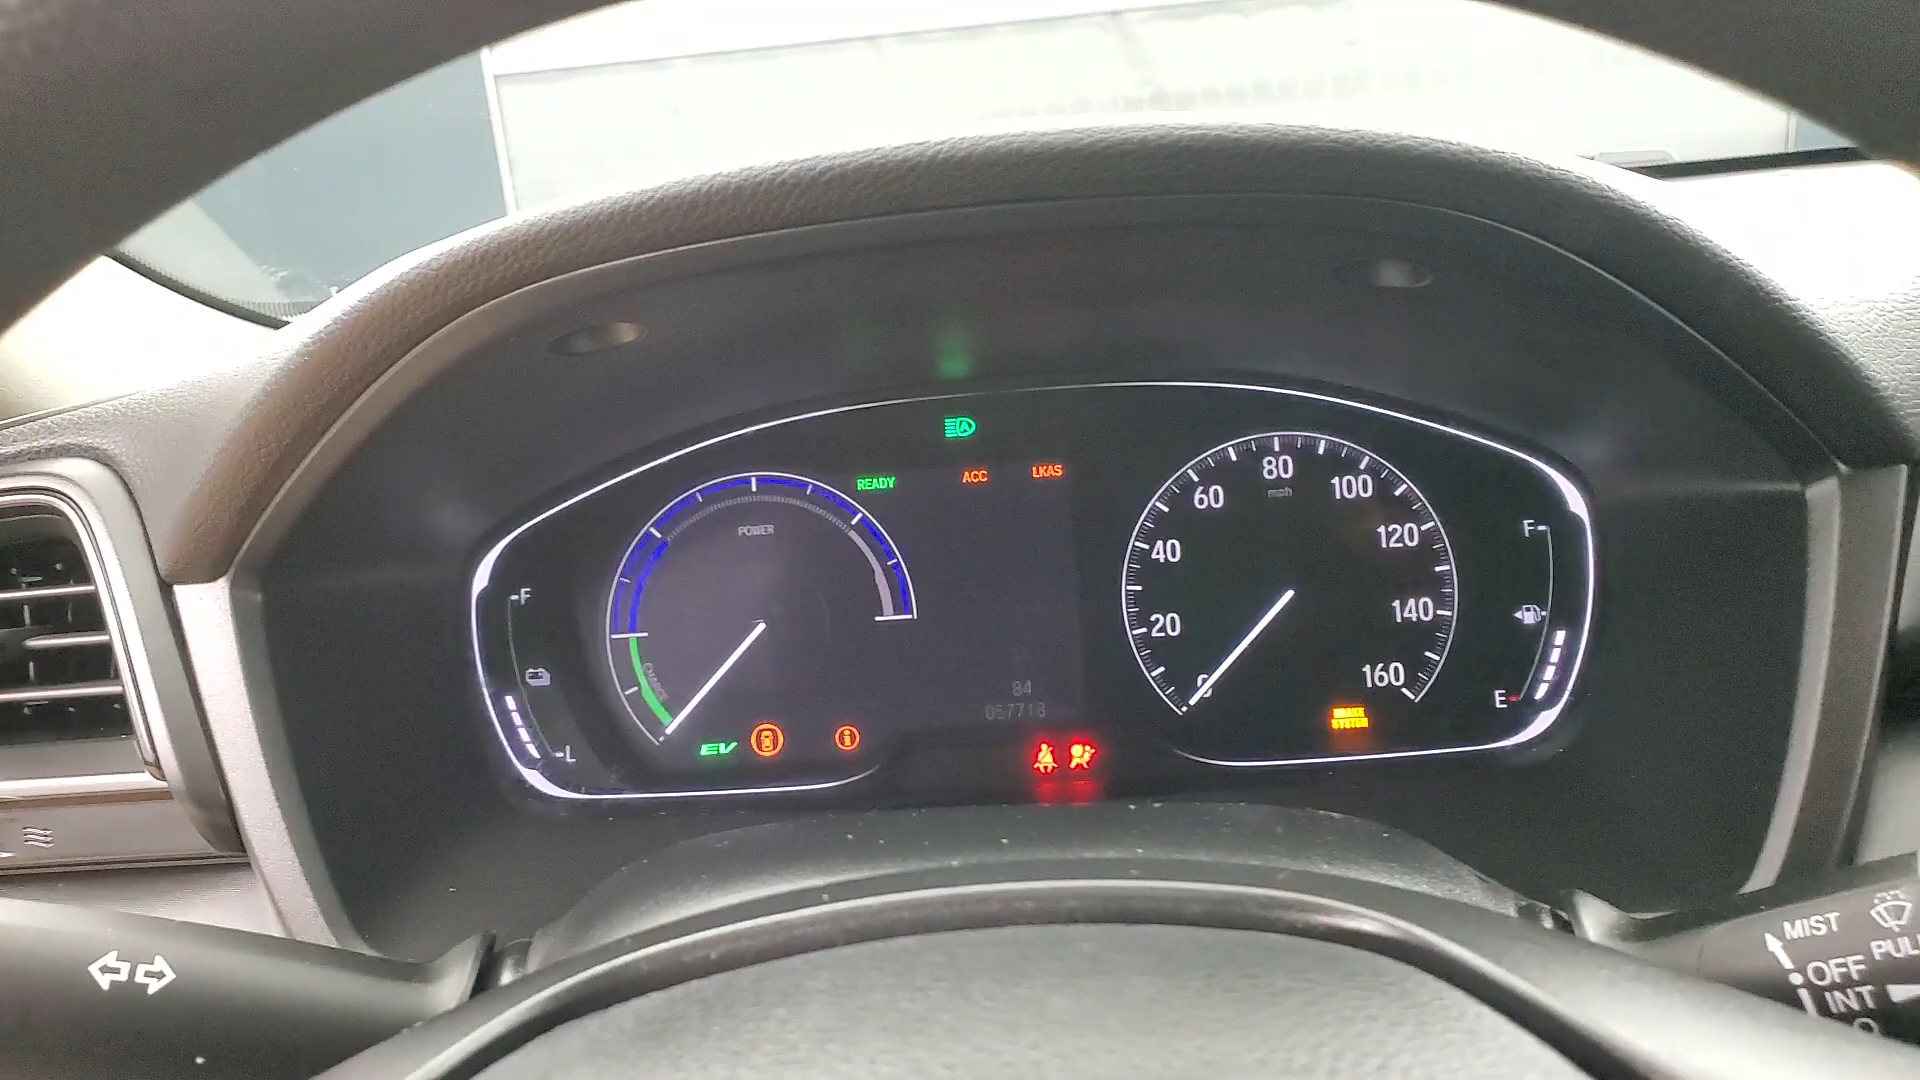 READY
ACC
LKAS
POWER
CHARGE
F
L
EV
84
057718
0
20
40
60
80
mph
100
120
140
160
F
E
BRAKE
SYSTEM
MIST
OFF
INT